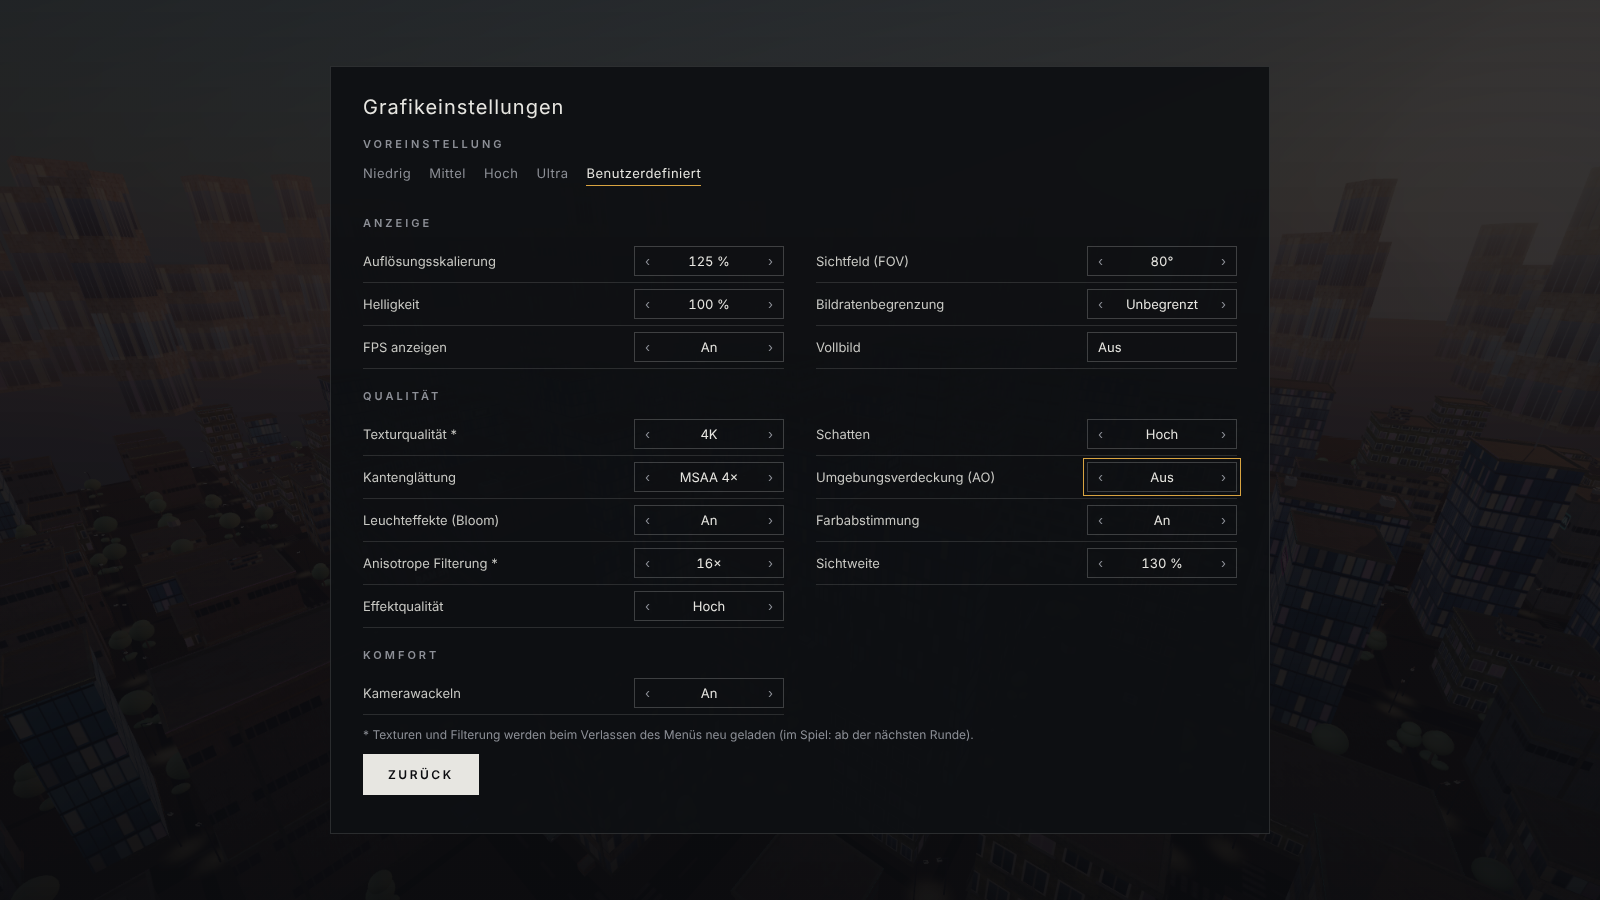 Grafikeinstellungen
VOREINSTELLUNG
Niedrig Mittel Hoch Ultra Benutzerdefiniert
ANZEIGE
Auflösungsskalierung ‹ 125 % › Sichtfeld (FOV) ‹ 80° ›
Helligkeit ‹ 100 % › Bildratenbegrenzung ‹ Unbegrenzt ›
FPS anzeigen ‹ An › Vollbild Aus
QUALITÄT
Texturqualität * ‹ 4K › Schatten ‹ Hoch ›
Kantenglättung ‹ MSAA 4× › Umgebungsverdeckung (AO) ‹ Aus ›
Leuchteffekte (Bloom) ‹ An › Farbabstimmung ‹ An ›
Anisotrope Filterung * ‹ 16× › Sichtweite ‹ 130 % ›
Effektqualität ‹ Hoch ›
KOMFORT
Kamerawackeln ‹ An ›
* Texturen und Filterung werden beim Verlassen des Menüs neu geladen (im Spiel: ab der nächsten Runde).
ZURÜCK